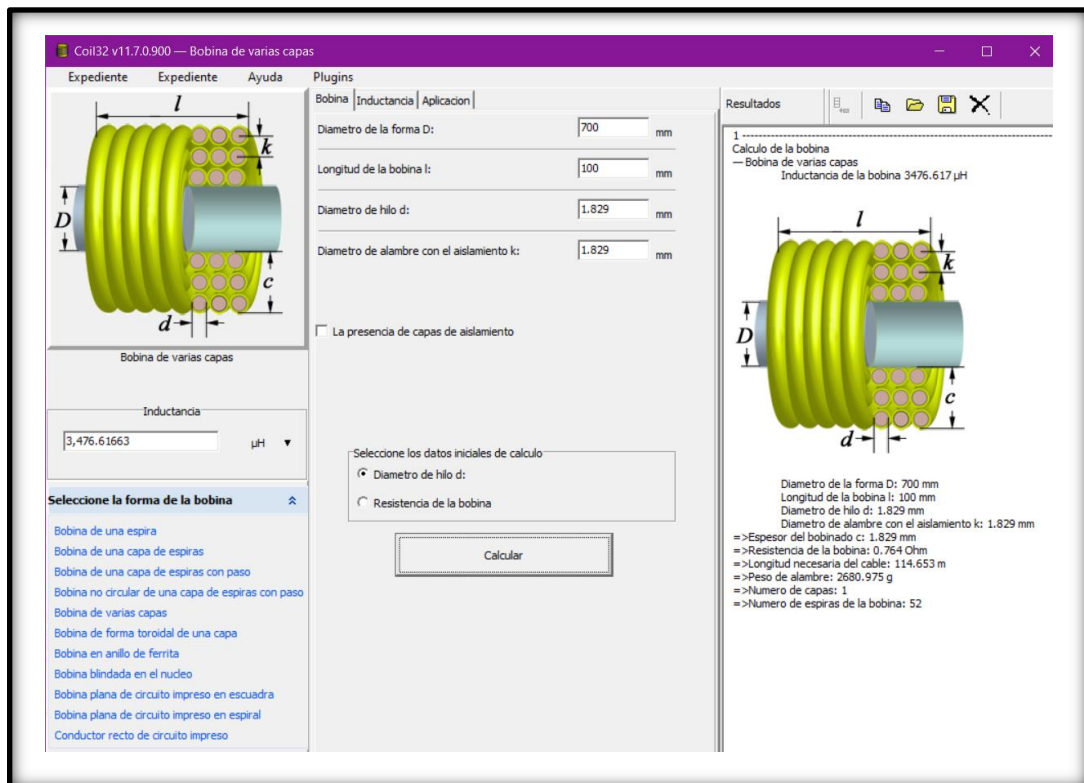 Coil32 v11.7.0.900 — Bobina de varias capas
Expediente Expediente Ayuda Plugins
l
k
D
c
d
Bobina de varias capas
Inductancia
3,476.61663 µH
Seleccione la forma de la bobina
Bobina de una espira
Bobina de una capa de espiras
Bobina de una capa de espiras con paso
Bobina no circular de una capa de espiras con paso
Bobina de varias capas
Bobina de forma toroidal de una capa
Bobina en anillo de ferrita
Bobina blindada en el nucleo
Bobina plana de circuito impreso en escuadra
Bobina plana de circuito impreso en espiral
Conductor recto de circuito impreso
Bobina Inductancia Aplicacion
Diametro de la forma D: 700 mm
Longitud de la bobina l: 100 mm
Diametro de hilo d: 1.829 mm
Diametro de alambre con el aislamiento k: 1.829 mm
La presencia de capas de aislamiento
Seleccione los datos iniciales de calculo
Diametro de hilo d:
Resistencia de la bobina
Calcular
Resultados
1 ----------
Calculo de la bobina
— Bobina de varias capas
Inductancia de la bobina 3476.617 µH
l
k
D
c
d
Diametro de la forma D: 700 mm
Longitud de la bobina l: 100 mm
Diametro de hilo d: 1.829 mm
Diametro de alambre con el aislamiento k: 1.829 mm
=>Espesor del bobinado c: 1.829 mm
=>Resistencia de la bobina: 0.764 Ohm
=>Longitud necesaria del cable: 114.653 m
=>Peso de alambre: 2680.975 g
=>Numero de capas: 1
=>Numero de espiras de la bobina: 52